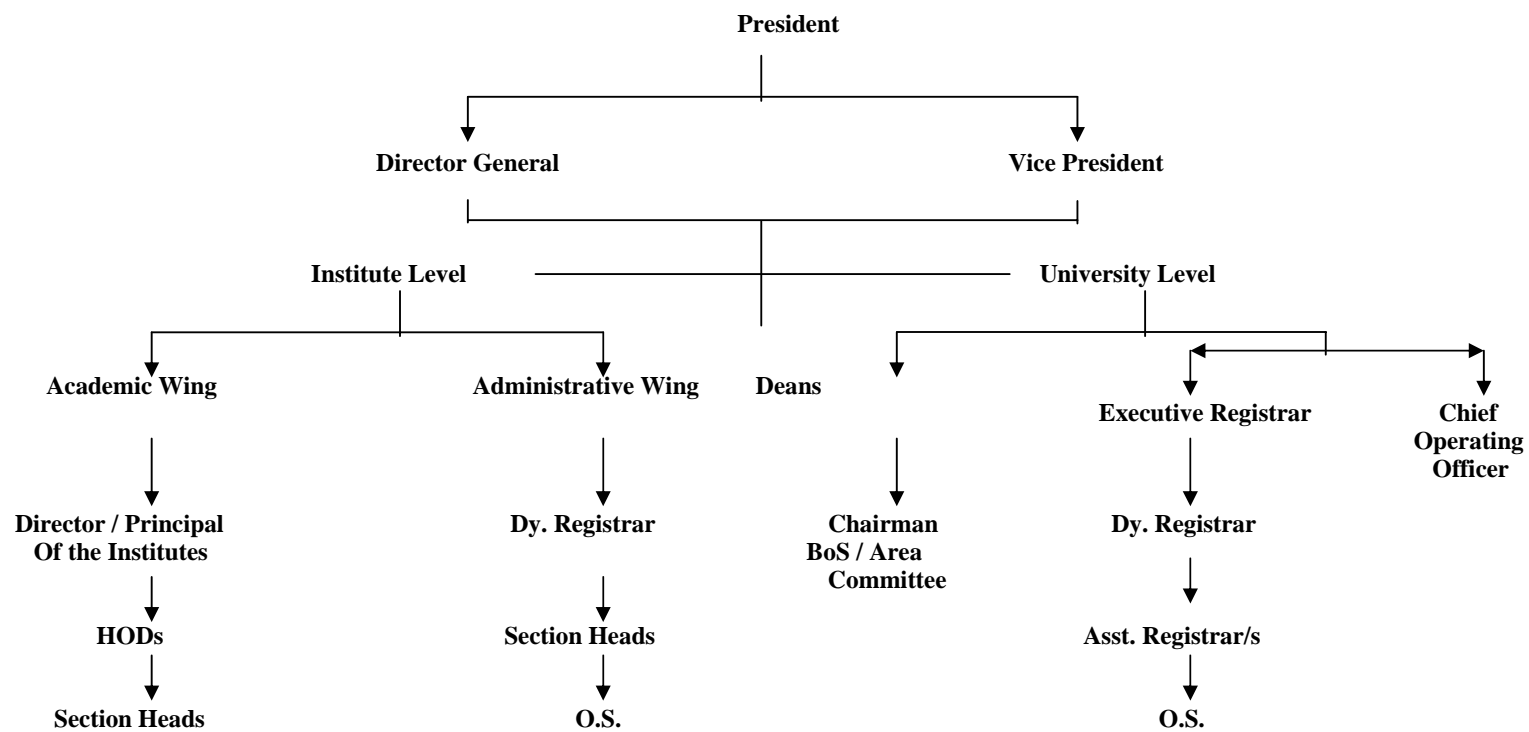 President
Director General
Vice President
Institute Level
University Level
Academic Wing
Administrative Wing
Deans
Executive Registrar
Chief
Operating
Officer
Director / Principal
Of the Institutes
Dy. Registrar
Chairman
BoS / Area
Committee
Dy. Registrar
HODs
Section Heads
Asst. Registrar/s
Section Heads
O.S.
O.S.